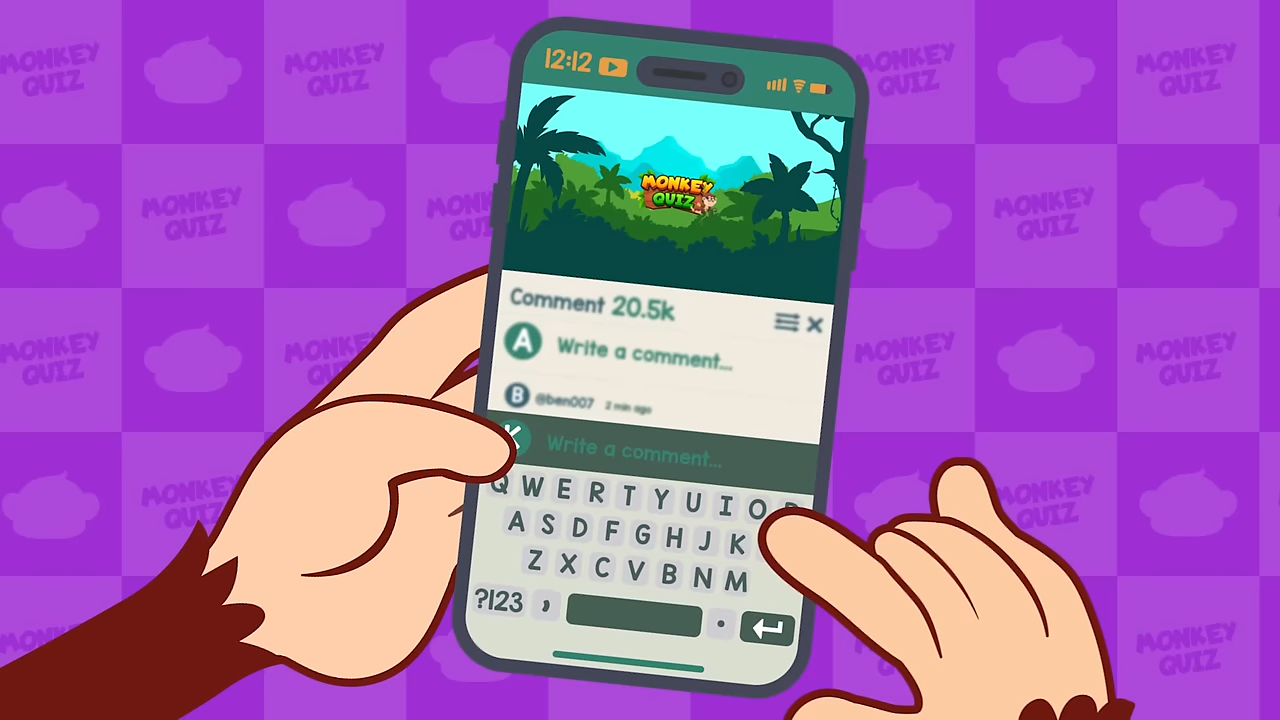 12:12
MONKEY
QUIZ
Comment 20.5k
A Write a comment...
B @ben007 2 min ago
K Write a comment...
Q W E R T Y U I O P
A S D F G H J K
Z X C V B N M
?123 , .
MONKEY
QUIZ